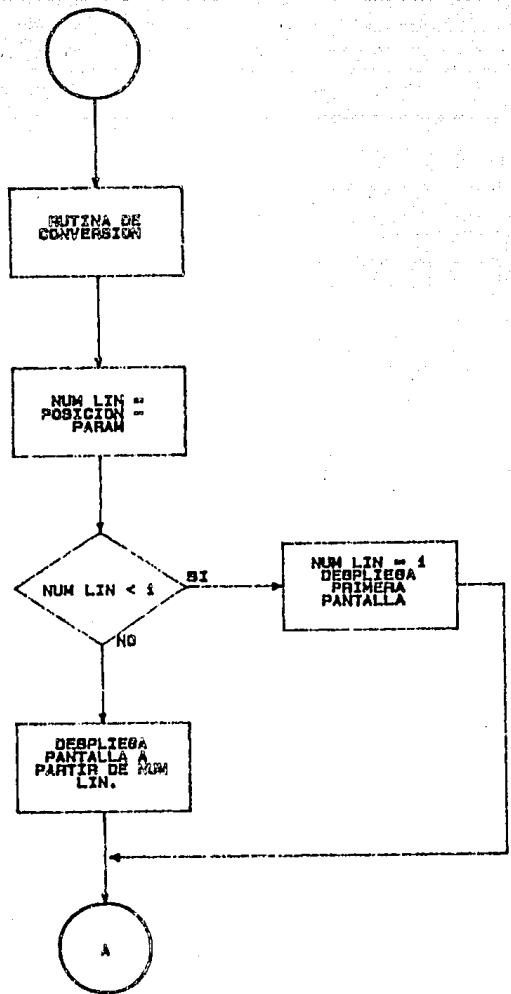 RUTINA DE
CONVERSION
NUM LIN =
POSICION -
PARAM
NUM LIN < 1
SI
NUM LIN = 1
DESPLIEGA
PRIMERA
PANTALLA
NO
DESPLIEGA
PANTALLA A
PARTIR DE NUM
LIN.
A